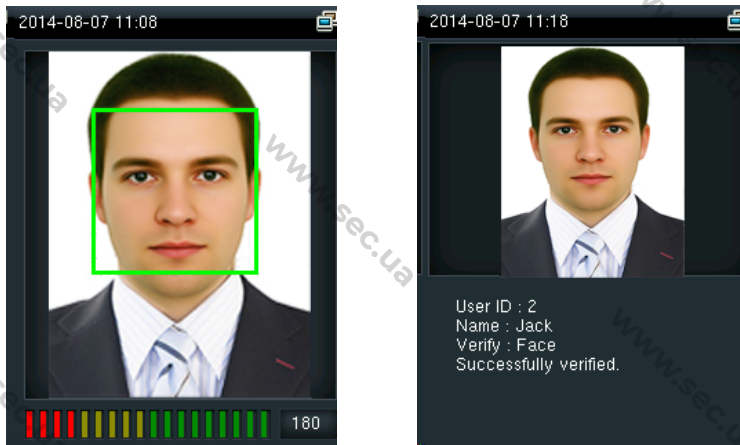 2014-08-07 11:08
180
2014-08-07 11:18
User ID : 2
Name : Jack
Verify : Face
Successfully verified.
www.sec.ua
www.sec.ua